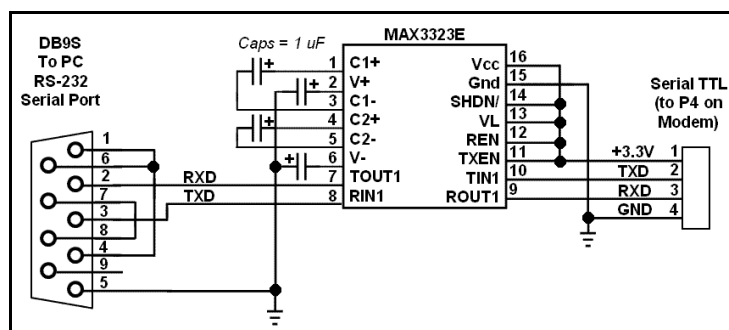 MAX3323E
DB9S
To PC
RS-232
Serial Port
Caps = 1 uF
1
6
2
7
3
8
4
9
5
RXD
TXD
+
+
+
+
1 C1+
2 V+
3 C1-
4 C2+
5 C2-
6 V-
7 TOUT1
8 RIN1
Vcc 16
Gnd 15
SHDN/ 14
VL 13
REN 12
TXEN 11
TIN1 10
ROUT1 9
Serial TTL
(to P4 on
Modem)
+3.3V 1
TXD 2
RXD 3
GND 4